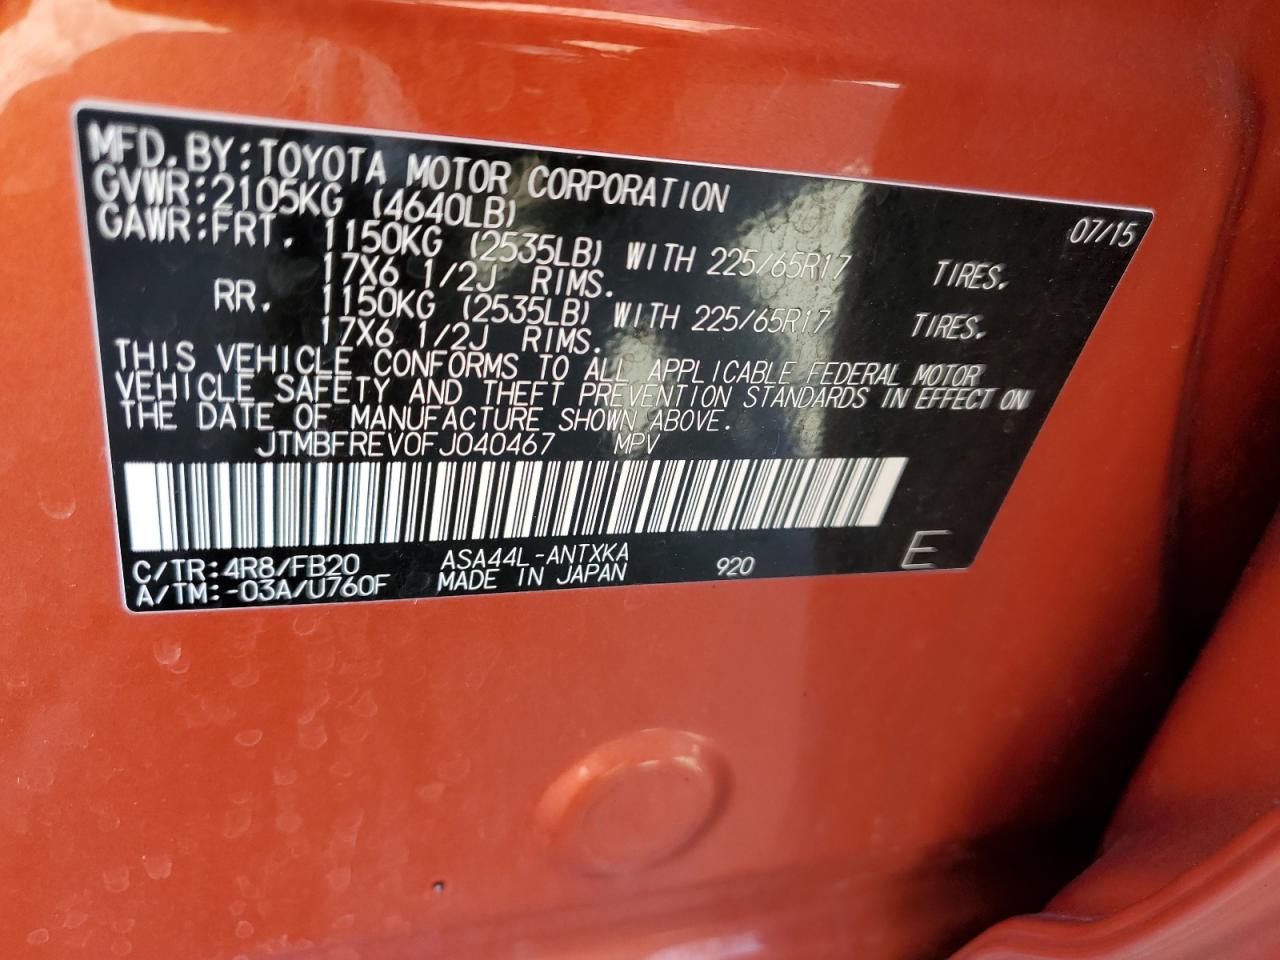 MFD.BY:TOYOTA MOTOR CORPORATION 07/15
GVWR:2105KG (4640LB)
GAWR:FRT. 1150KG (2535LB) WITH 225/65R17 TIRES.
17X6 1/2J RIMS.
RR. 1150KG (2535LB) WITH 225/65R17 TIRES.
17X6 1/2J RIMS.
THIS VEHICLE CONFORMS TO ALL APPLICABLE FEDERAL MOTOR
VEHICLE SAFETY AND THEFT PREVENTION STANDARDS IN EFFECT ON
THE DATE OF MANUFACTURE SHOWN ABOVE.
JTMBFREV0FJ040467 MPV
C/TR:4R8/FB20 ASA44L-ANTXKA 920 E
A/TM:-03A/U760F MADE IN JAPAN